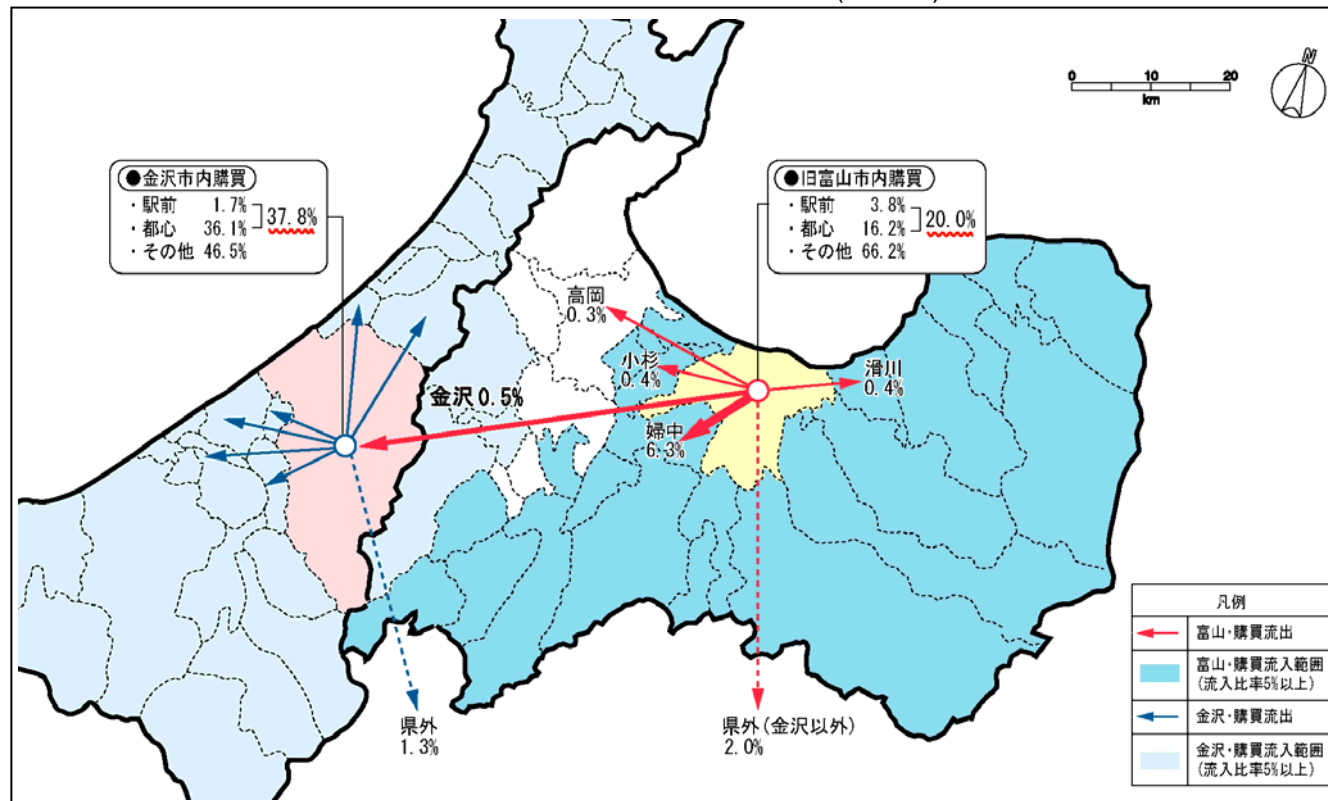 N
0 10 20
km
●金沢市内購買
・駅前 1.7%
・都心 36.1%
37.8%
・その他 46.5%
●旧富山市内購買
・駅前 3.8%
・都心 16.2%
20.0%
・その他 66.2%
高岡
0.3%
小杉
0.4%
滑川
0.4%
金沢0.5%
婦中
6.3%
県外
1.3%
県外(金沢以外)
2.0%
凡例
富山・購買流出
富山・購買流入範囲
(流入比率5%以上)
金沢・購買流出
金沢・購買流入範囲
(流入比率5%以上)